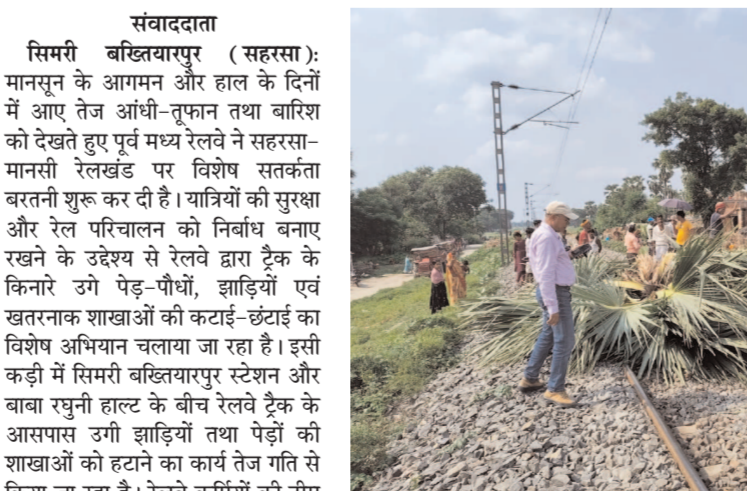 संवाददाता
सिमरी बख्तियारपुर (सहरसा):
मानसून के आगमन और हाल के दिनों
में आए तेज आंधी-तूफान तथा बारिश
को देखते हुए पूर्व मध्य रेलवे ने सहरसा-
मानसी रेलखंड पर विशेष सतर्कता
बरतनी शुरू कर दी है। यात्रियों की सुरक्षा
और रेल परिचालन को निर्बाध बनाए
रखने के उद्देश्य से रेलवे द्वारा ट्रैक के
किनारे उगे पेड़-पौधों, झाड़ियों एवं
खतरनाक शाखाओं की कटाई-छंटाई का
विशेष अभियान चलाया जा रहा है। इसी
कड़ी में सिमरी बख्तियारपुर स्टेशन और
बाबा रघुनी हाल्ट के बीच रेलवे ट्रैक के
आसपास उगी झाड़ियों तथा पेड़ों की
शाखाओं को हटाने का कार्य तेज गति से